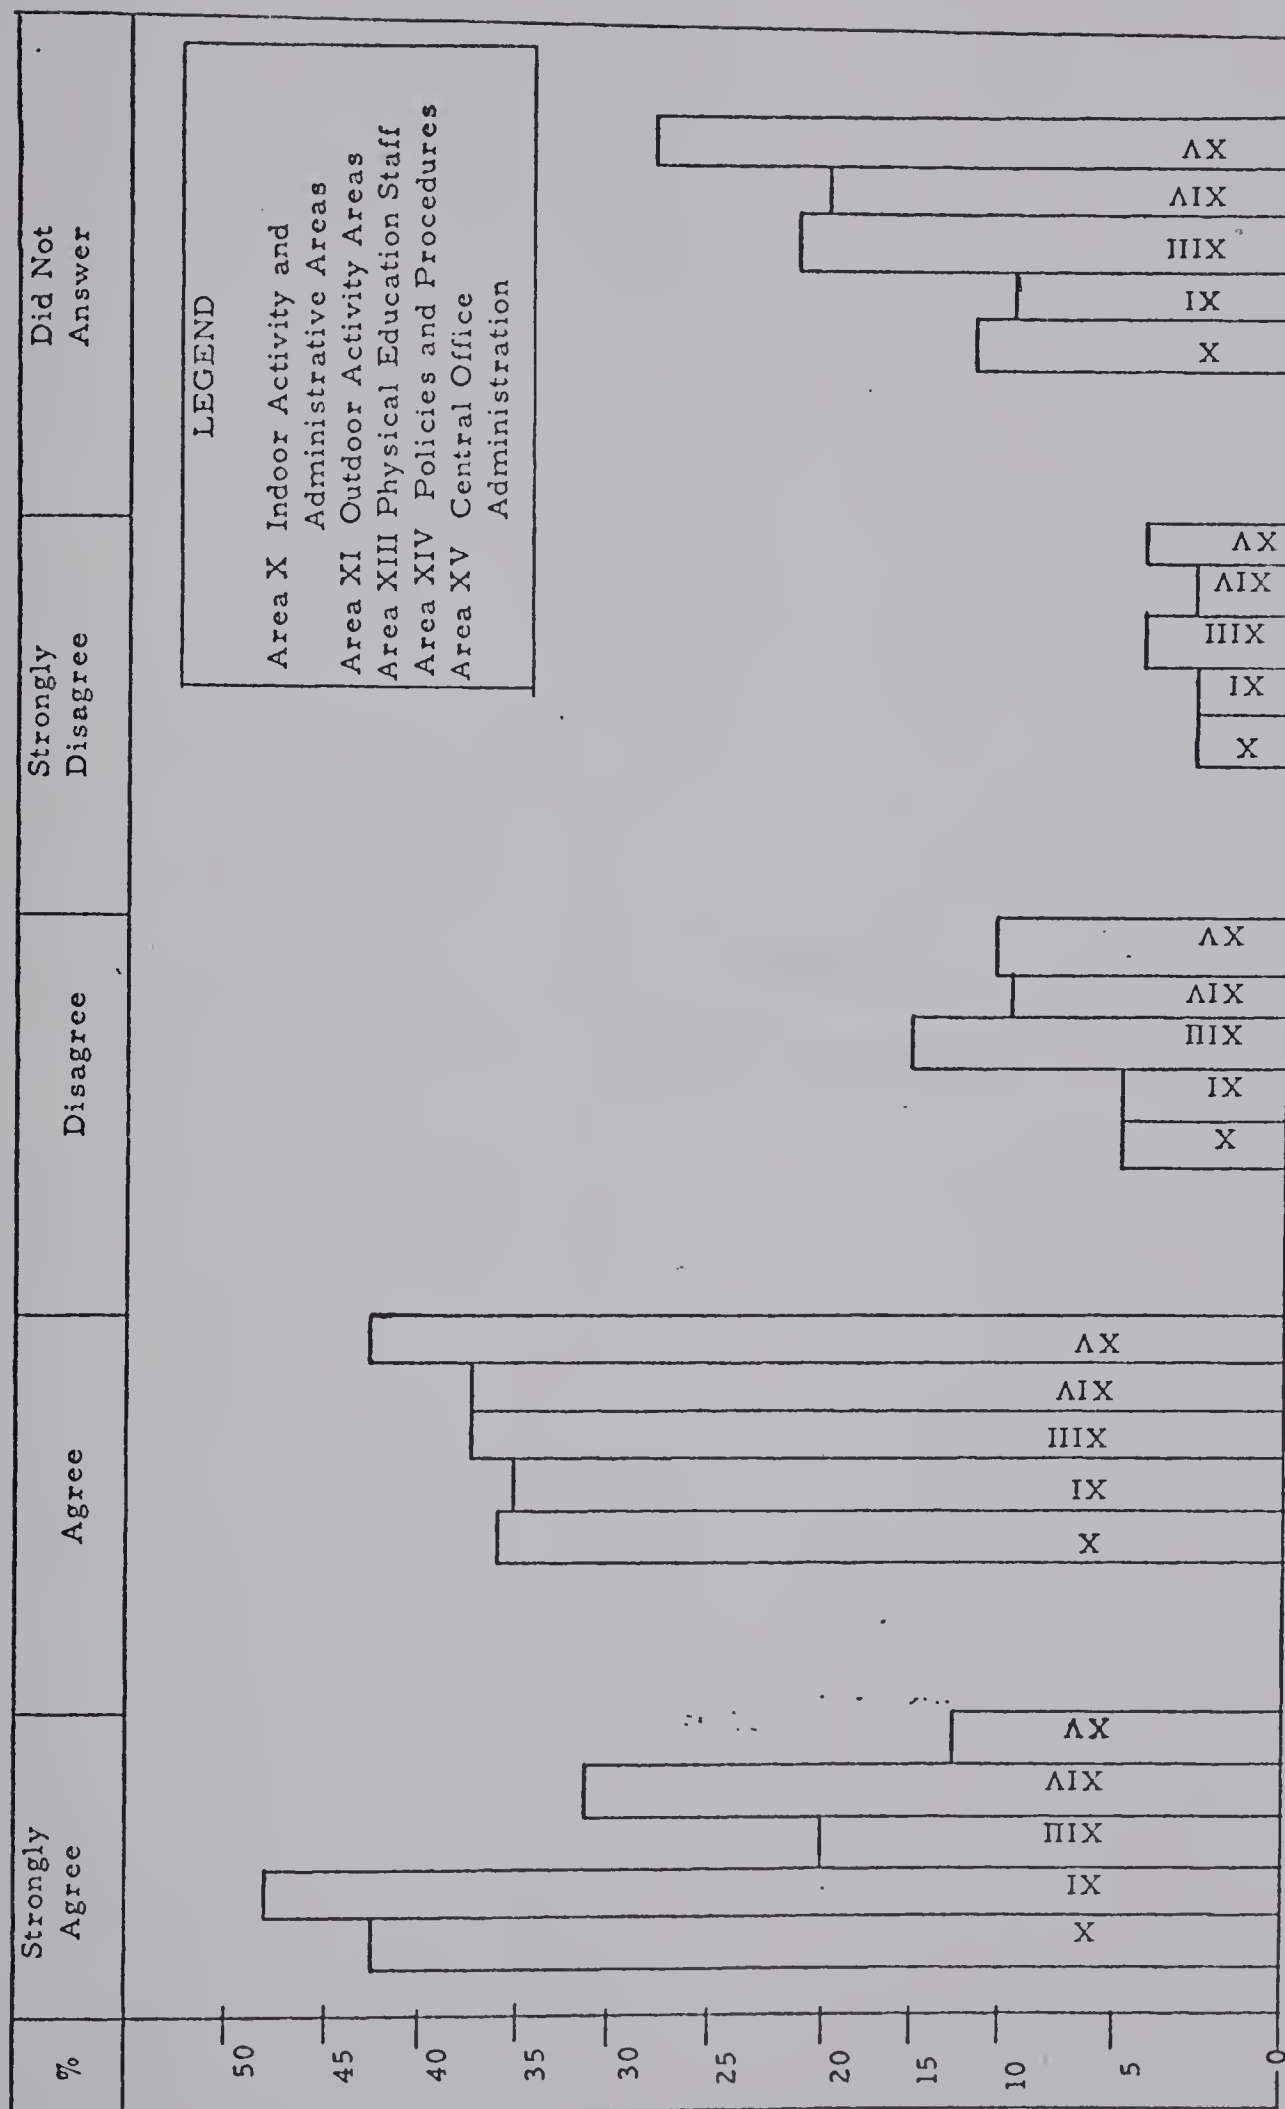 %
Strongly
Agree
Agree
Disagree
Strongly
Disagree
Did Not
Answer
LEGEND
Area X Indoor Activity and
Administrative Areas
Area XI Outdoor Activity Areas
Area XIII Physical Education Staff
Area XIV Policies and Procedures
Area XV Central Office
Administration
50
45
40
35
30
25
20
15
10
5
0
X
XI
XIII
XIV
XV
X
XI
XIII
XIV
XV
X
XI
XIII
XIV
XV
X
XI
XIII
XIV
XV
X
XI
XIII
XIV
XV